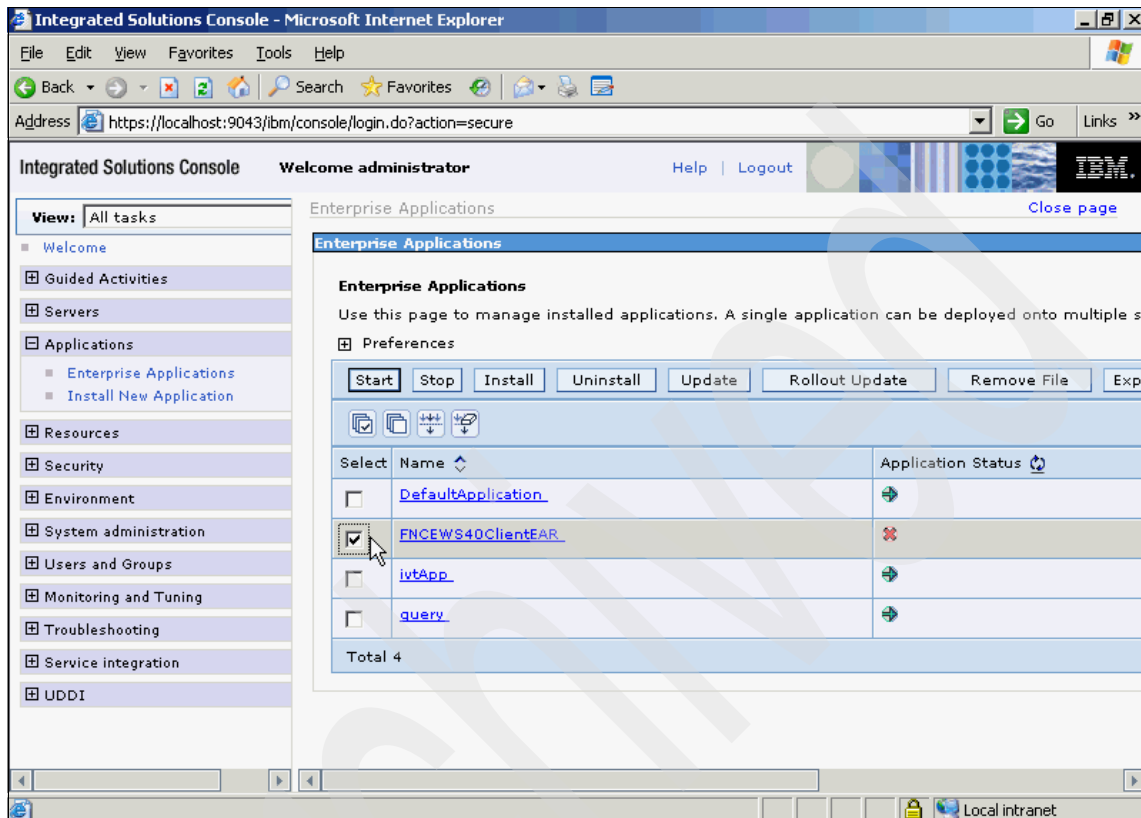 Integrated Solutions Console - Microsoft Internet Explorer
File Edit View Favorites Tools Help
Back Search Favorites
Address https://localhost:9043/ibm/console/login.do?action=secure Go Links »
Integrated Solutions Console Welcome administrator Help | Logout IBM.
View: All tasks
Welcome
Guided Activities
Servers
Applications
Enterprise Applications
Install New Application
Resources
Security
Environment
System administration
Users and Groups
Monitoring and Tuning
Troubleshooting
Service integration
UDDI
Enterprise Applications Close page
Enterprise Applications
Enterprise Applications
Use this page to manage installed applications. A single application can be deployed onto multiple s
Preferences
Start Stop Install Uninstall Update Rollout Update Remove File Exp
Select Name Application Status
DefaultApplication
FNCEWS40ClientEAR
ivtApp
query
Total 4
Local intranet